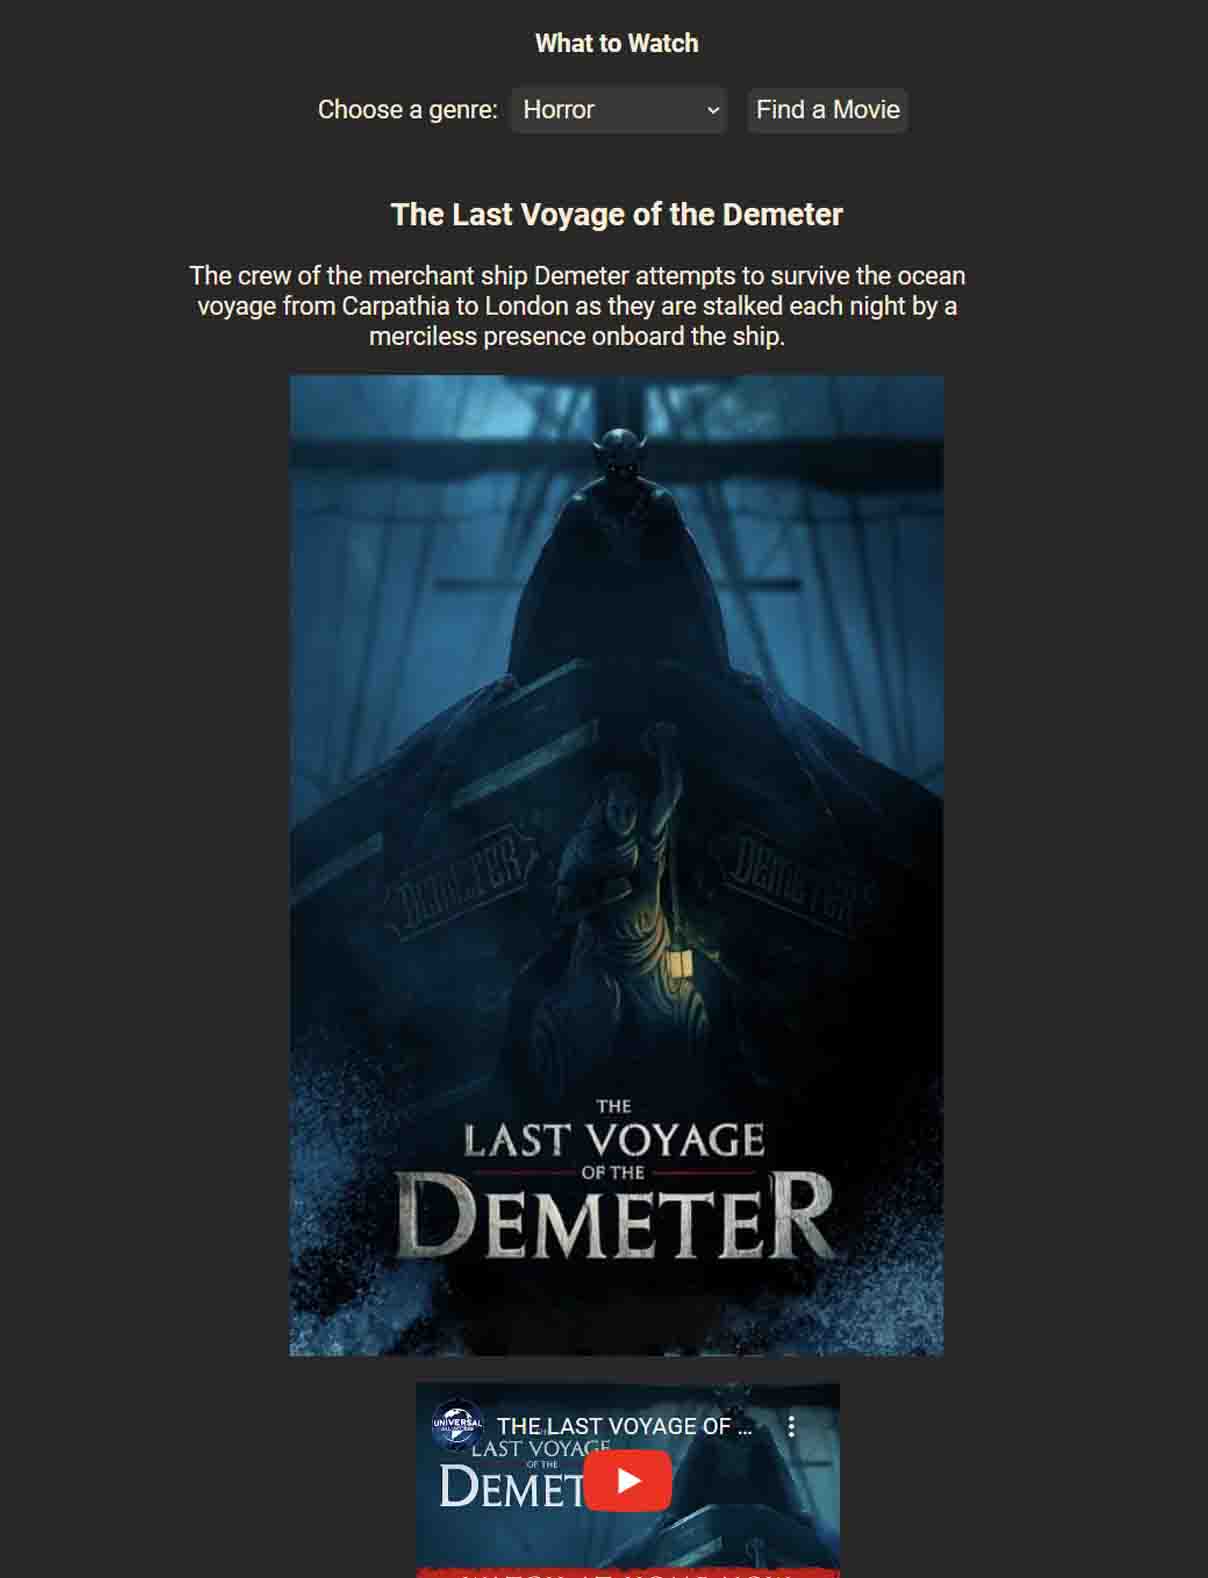 What to Watch
Choose a genre: Horror Find a Movie
The Last Voyage of the Demeter
The crew of the merchant ship Demeter attempts to survive the ocean
voyage from Carpathia to London as they are stalked each night by a
merciless presence onboard the ship.
DEMETER DEMETER
THE
LAST VOYAGE
OF THE
DEMETER
UNIVERSAL
THE LAST VOYAGE OF ...
LAST VOYAGE
OF THE
DEMET